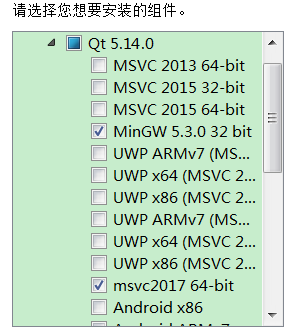 请选择您想要安装的组件。
Qt 5.14.0
MSVC 2013 64-bit
MSVC 2015 32-bit
MSVC 2015 64-bit
MinGW 5.3.0 32 bit
UWP ARMv7 (MS...
UWP x64 (MSVC 2...
UWP x86 (MSVC 2...
UWP ARMv7 (MS...
UWP x64 (MSVC 2...
UWP x86 (MSVC 2...
msvc2017 64-bit
Android x86
Android ARMv7